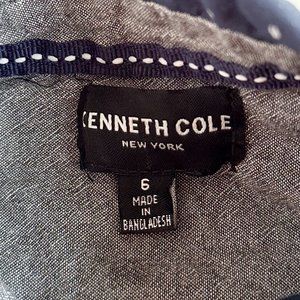 KENNETH COLE
NEW YORK
6
MADE
IN
BANGLADESH